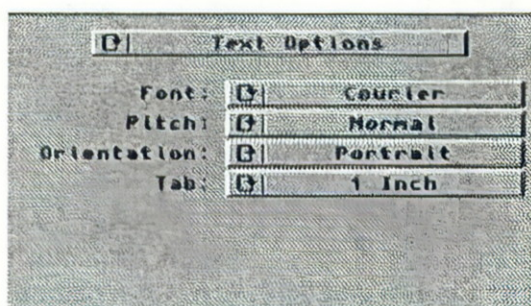 Text Options
Font: Courier
Pitch: Normal
Orientation: Portrait
Tab: 1 Inch